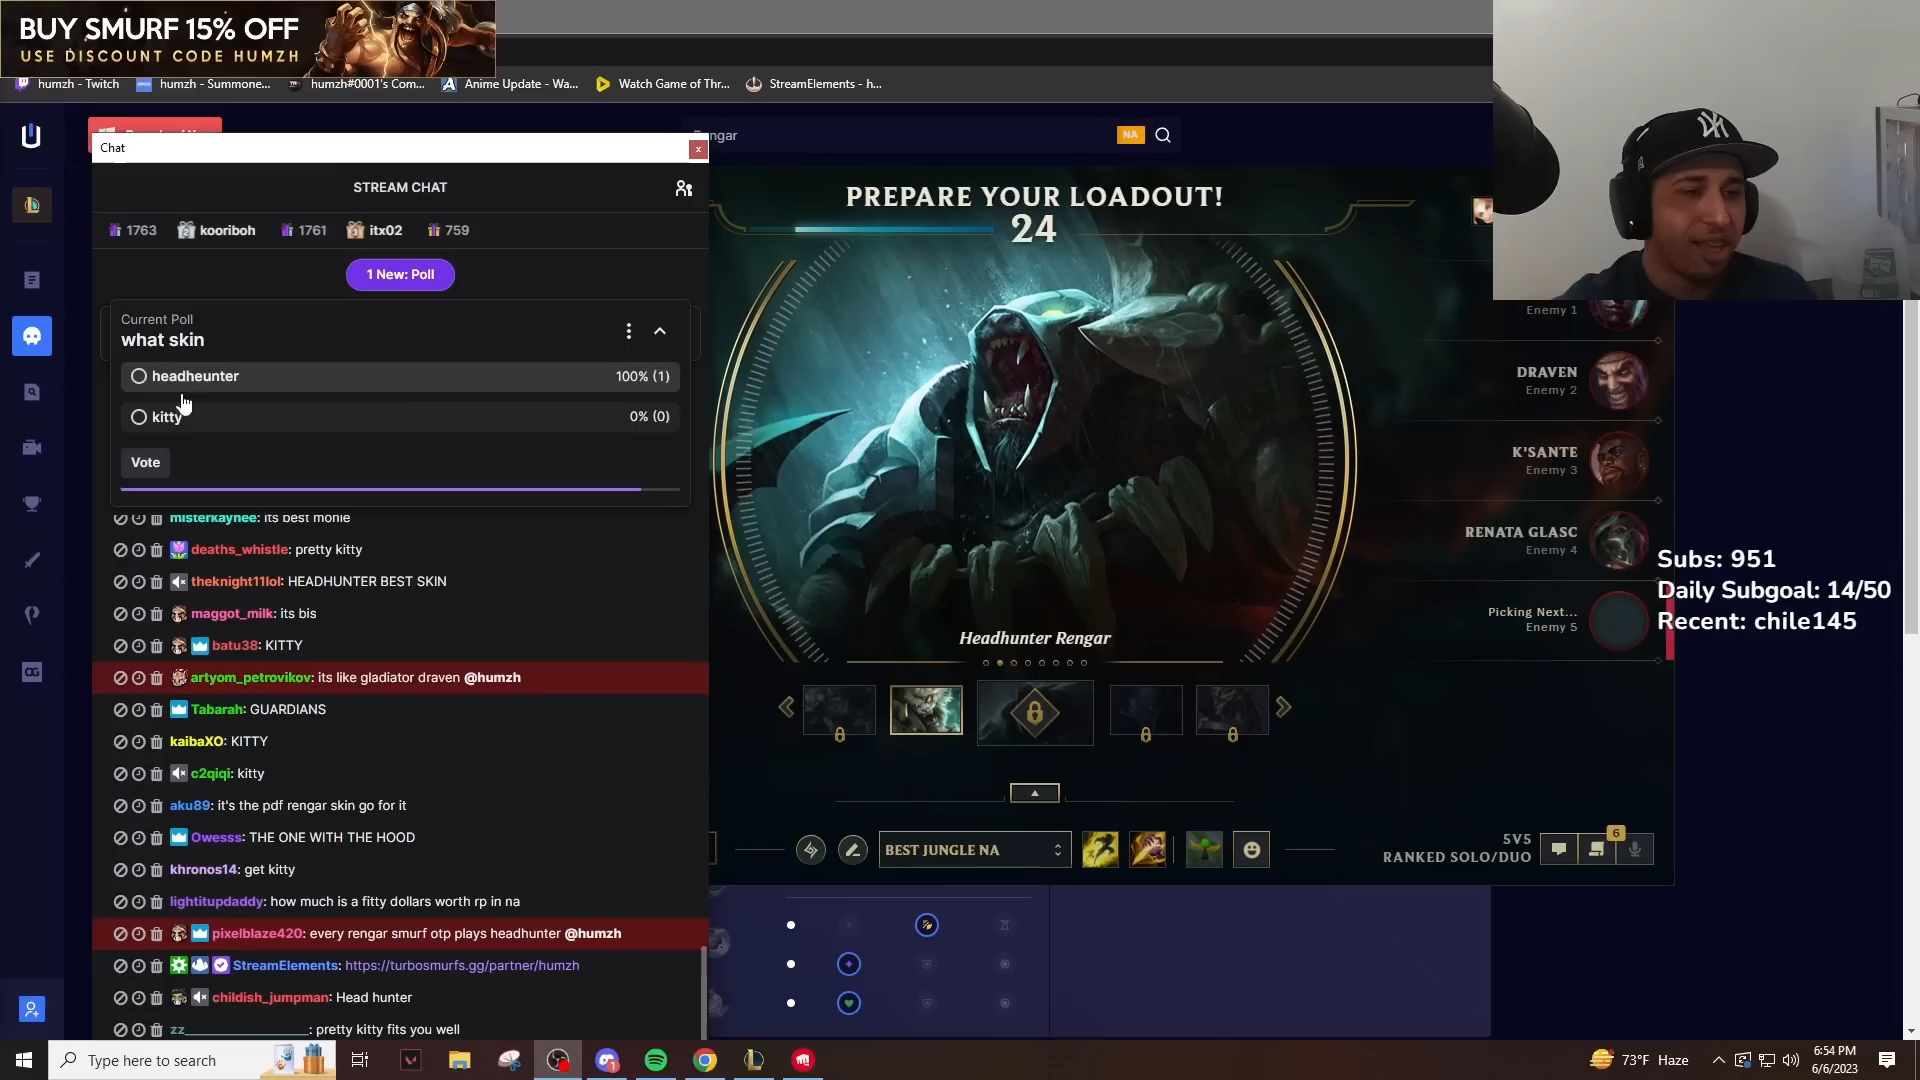 BUY SMURF 15% OFF
USE DISCOUNT CODE HUMZH
humzh - Twitch
humzh - Summone...
humzh#0001's Com...
Anime Update - Wa...
Watch Game of Thr...
StreamElements - h...
Chat
x
STREAM CHAT
1763
kooriboh
1761
itx02
759
1 New: Poll
Current Poll
what skin
headheunter
100% (1)
kitty
0% (0)
Vote
misterkaynee: its best monie
deaths_whistle: pretty kitty
theknight11lol: HEADHUNTER BEST SKIN
maggot_milk: its bis
batu38: KITTY
artyom_petrovikov: its like gladiator draven @humzh
Tabarah: GUARDIANS
kaibaXO: KITTY
c2qiqi: kitty
aku89: it's the pdf rengar skin go for it
Owesss: THE ONE WITH THE HOOD
khronos14: get kitty
lightitupdaddy: how much is a fitty dollars worth rp in na
pixelblaze420: every rengar smurf otp plays headhunter @humzh
StreamElements: https://turbosmurfs.gg/partner/humzh
childish_jumpman: Head hunter
: pretty kitty fits you well
NA
PREPARE YOUR LOADOUT!
24
Headhunter Rengar
BEST JUNGLE NA
Enemy 1
DRAVEN
Enemy 2
K'SANTE
Enemy 3
RENATA GLASC
Enemy 4
Picking Next...
Enemy 5
5V5
RANKED SOLO/DUO
6
Subs: 951
Daily Subgoal: 14/50
Recent: chile145
OG
Type here to search
73°F Haze
6:54 PM
6/6/2023